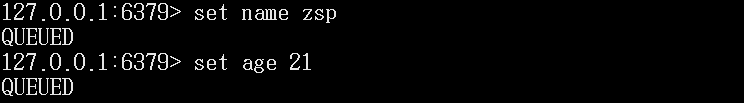 127.0.0.1:6379> set name zsp
QUEUED
127.0.0.1:6379> set age 21
QUEUED